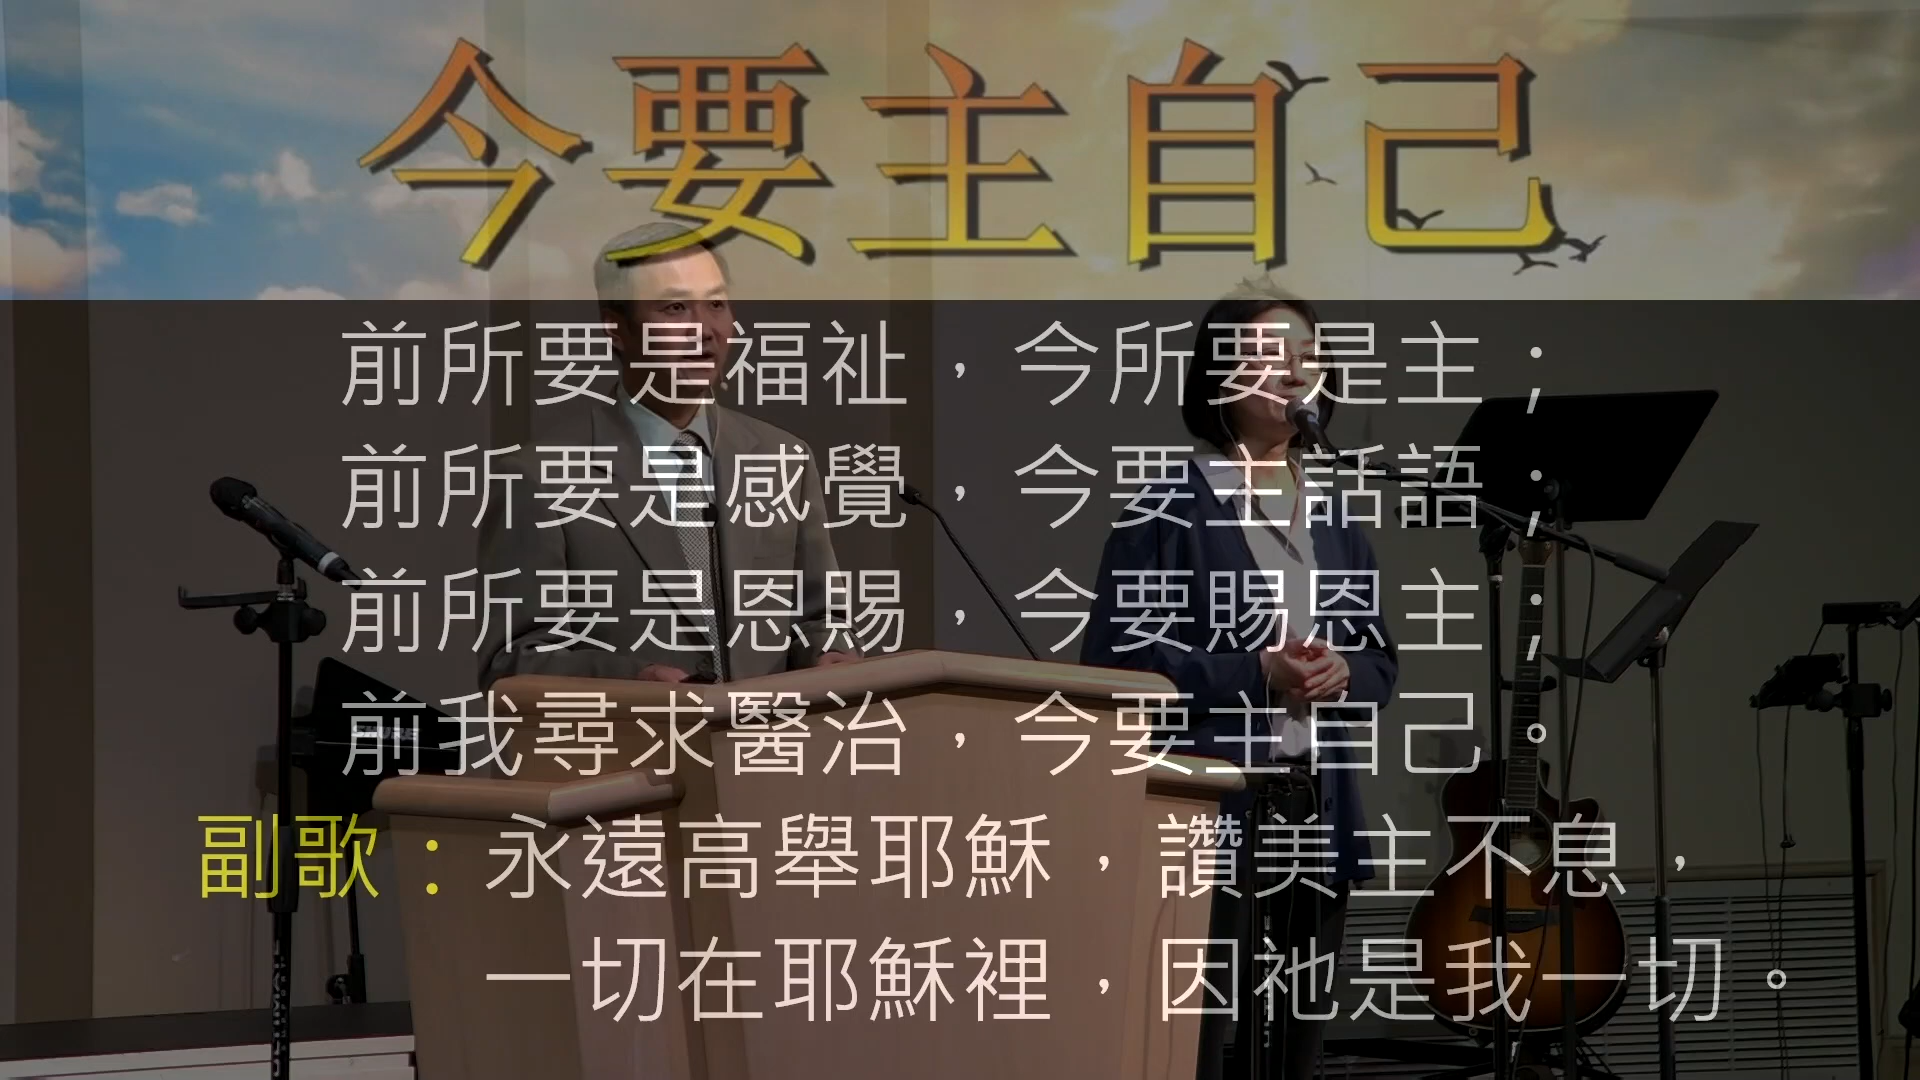 今要主自己
前所要是福祉，今所要是主；
前所要是感覺，今要主話語；
前所要是恩賜，今要賜恩主；
前我尋求醫治，今要主自己。
副歌：永遠高舉耶穌，讚美主不息，
一切在耶穌裡，因祂是我一切。
SHURE